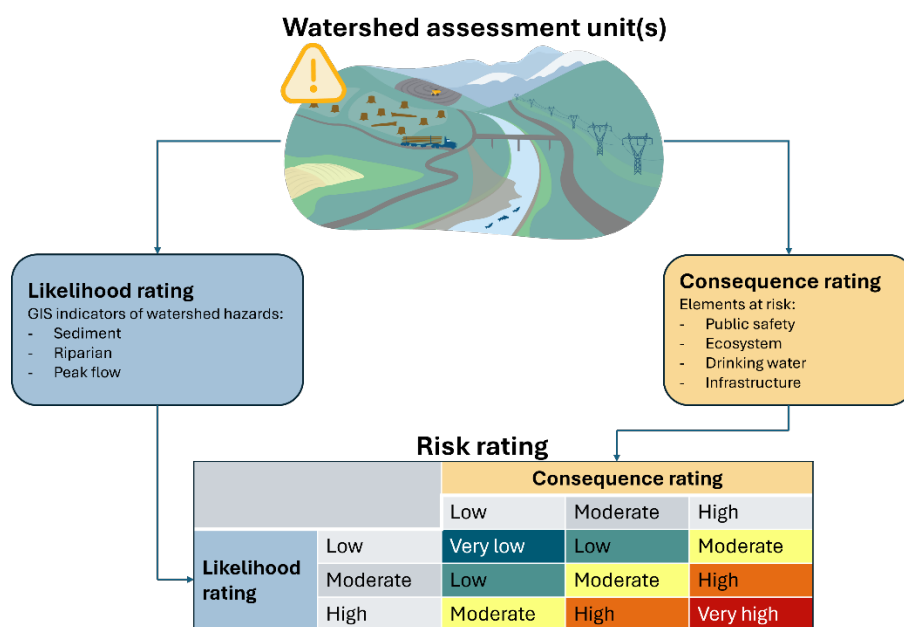 Watershed assessment unit(s)
Likelihood rating
GIS indicators of watershed hazards:
- Sediment
- Riparian
- Peak flow
Consequence rating
Elements at risk:
- Public safety
- Ecosystem
- Drinking water
- Infrastructure
Risk rating
Consequence rating
Low Moderate High
Likelihood rating
Low Very low Low Moderate
Moderate Low Moderate High
High Moderate High Very high